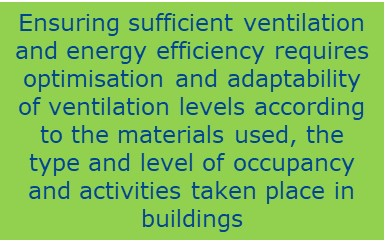 Ensuring sufficient ventilation
and energy efficiency requires
optimisation and adaptability
of ventilation levels according
to the materials used, the
type and level of occupancy
and activities taken place in
buildings